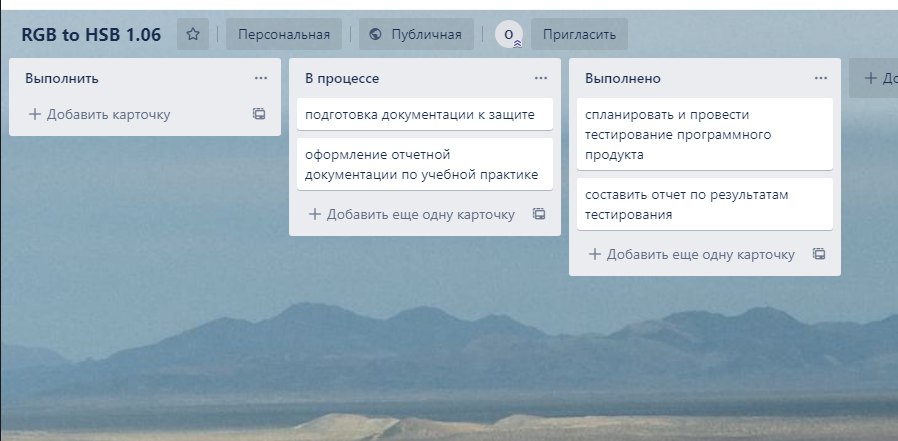 RGB to HSB 1.06
Персональная
Публичная
О
Пригласить
Выполнить
Добавить карточку
В процессе
подготовка документации к защите
оформление отчетной
документации по учебной практике
Добавить еще одну карточку
Выполнено
спланировать и провести
тестирование программного
продукта
составить отчет по результатам
тестирования
Добавить еще одну карточку